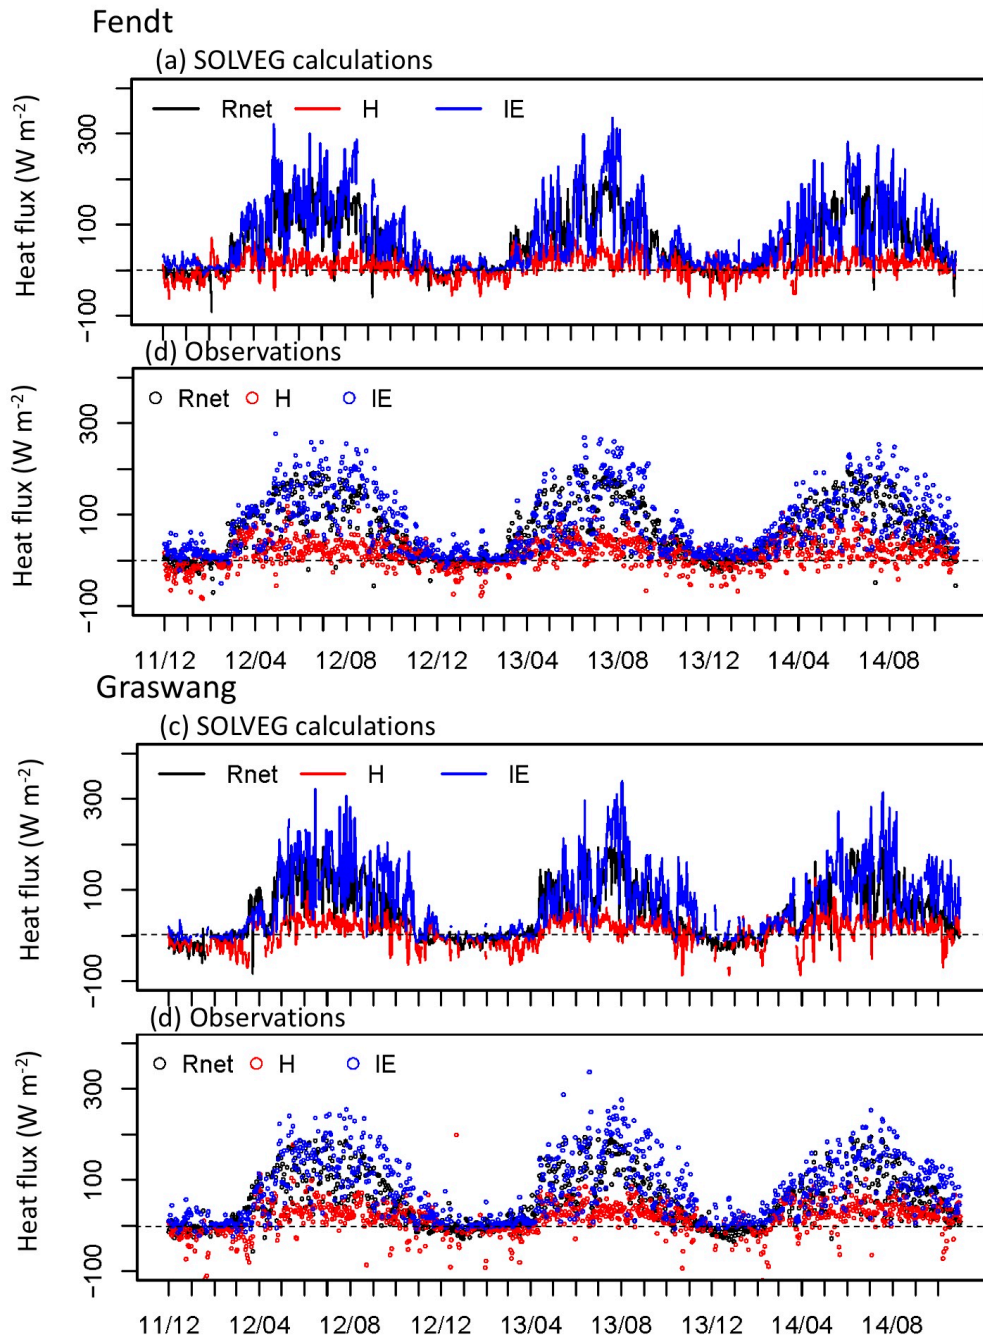 Fendt
(a) SOLVEG calculations
Heat flux (W m-2)
300
100
-100
Rnet H lE
(d) Observations
Heat flux (W m-2)
300
100
-100
Rnet H lE
11/12 12/04 12/08 12/12 13/04 13/08 13/12 14/04 14/08
Graswang
(c) SOLVEG calculations
Heat flux (W m-2)
300
100
-100
Rnet H lE
(d) Observations
Heat flux (W m-2)
300
100
-100
Rnet H lE
11/12 12/04 12/08 12/12 13/04 13/08 13/12 14/04 14/08